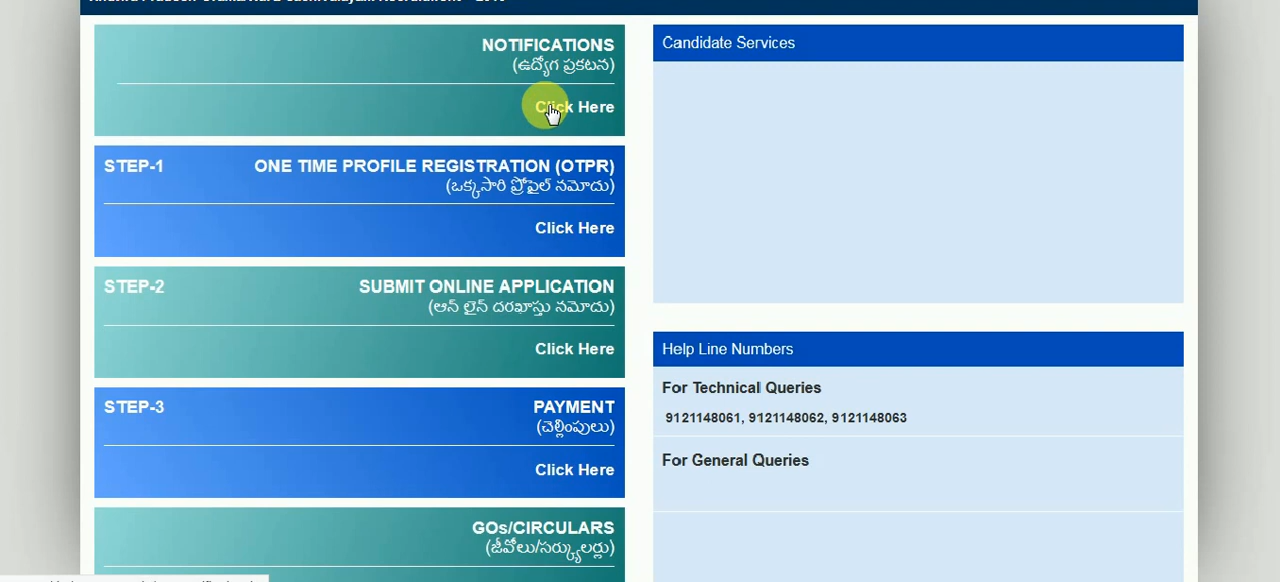 NOTIFICATIONS
(ఉద్యోగ ప్రకటన)
Click Here
STEP-1
ONE TIME PROFILE REGISTRATION (OTPR)
(ఒక్కసారి ప్రోఫైల్ నమోదు)
Click Here
STEP-2
SUBMIT ONLINE APPLICATION
(ఆన్ లైన్ దరఖాస్తు నమోదు)
Click Here
STEP-3
PAYMENT
(చెల్లింపులు)
Click Here
GOs/CIRCULARS
(జీవోలు/సర్క్యులర్లు)
Candidate Services
Help Line Numbers
For Technical Queries
9121148061, 9121148062, 9121148063
For General Queries